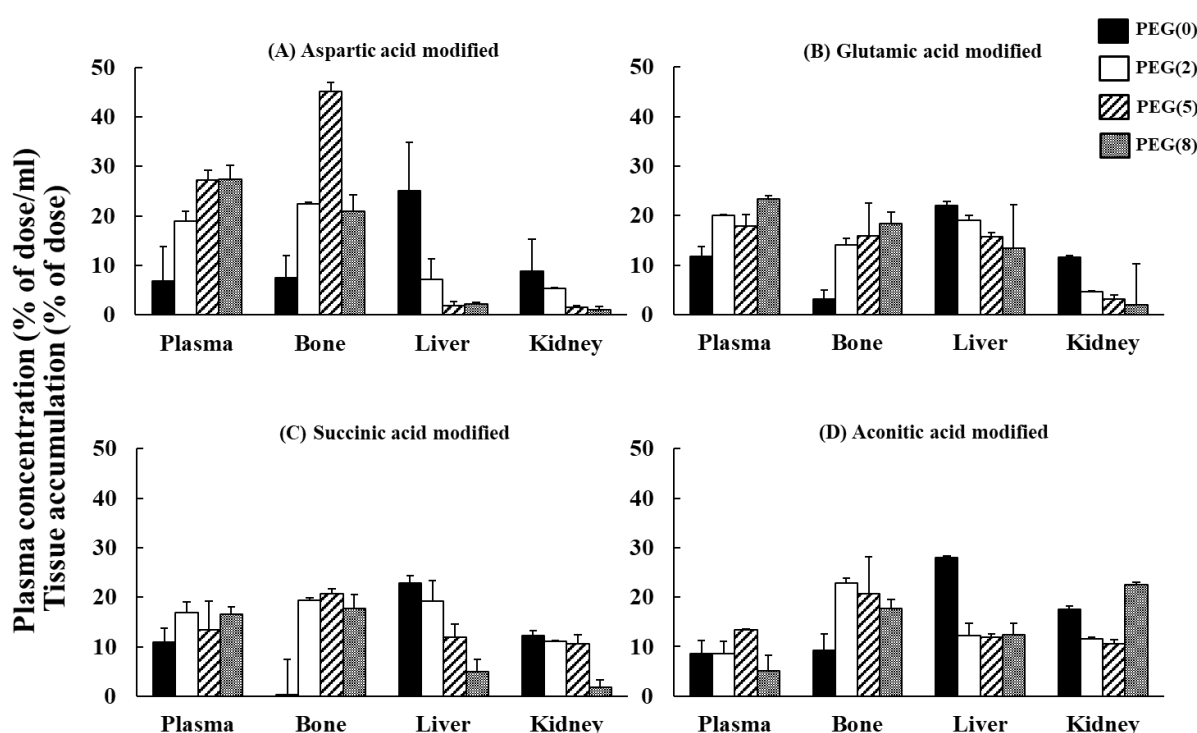 PEG(0)
PEG(2)
PEG(5)
PEG(8)
Plasma concentration (% of dose/ml)
Tissue accumulation (% of dose)
(A) Aspartic acid modified
50
40
30
20
10
0
Plasma Bone Liver Kidney
(B) Glutamic acid modified
50
40
30
20
10
0
Plasma Bone Liver Kidney
(C) Succinic acid modified
50
40
30
20
10
0
Plasma Bone Liver Kidney
(D) Aconitic acid modified
50
40
30
20
10
0
Plasma Bone Liver Kidney